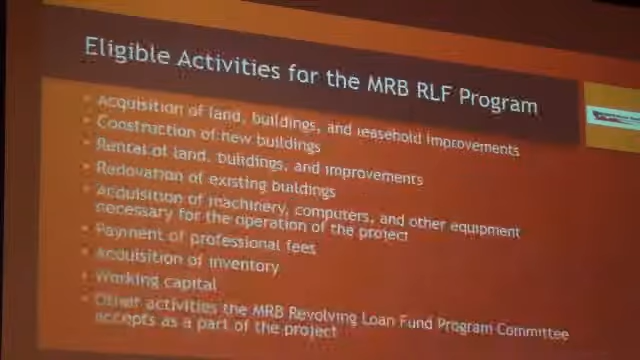 Eligible Activities for the MRB RLF Program
• Acquisition of land, buildings, and leasehold improvements
• Construction of new buildings
• Rental of land, buildings, and improvements
• Renovation of existing buildings
• Acquisition of machinery, computers, and other equipment
necessary for the operation of the project
• Payment of professional fees
• Acquisition of inventory
• Working capital
• Other activities the MRB Revolving Loan Fund Program Committee
accepts as a part of the project